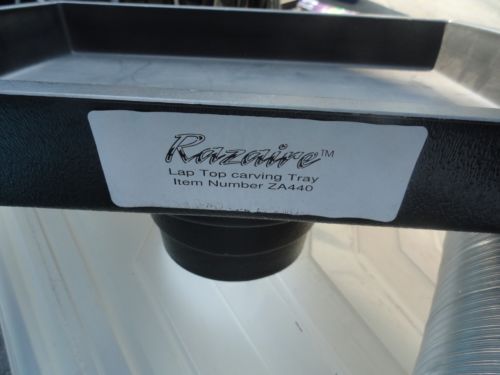 Razaire™
Lap Top carving Tray
Item Number ZA440